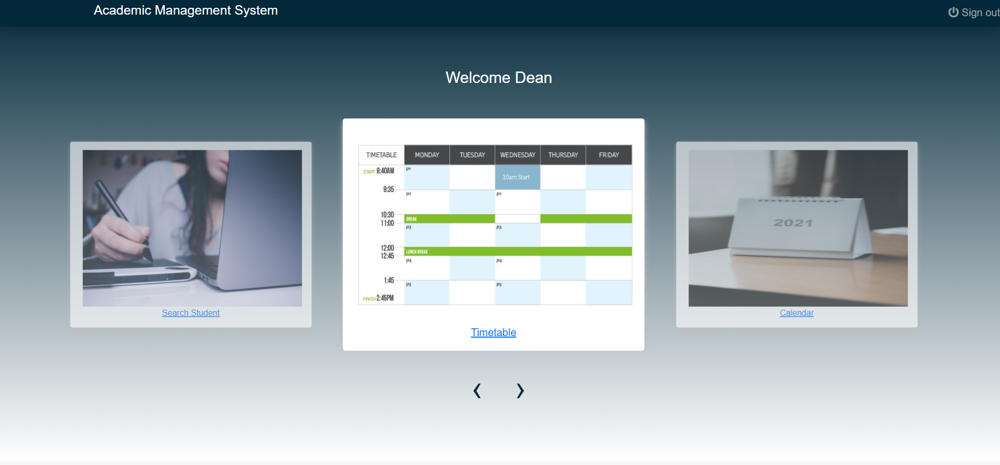 Academic Management System
Sign out
Welcome Dean
Search Student
TIMETABLE MONDAY TUESDAY WEDNESDAY THURSDAY FRIDAY
START 8:40AM P1 10am Start
9:35
P2 P2
10:30
BREAK
11:00
P3 P3
12:00
LUNCH BREAK
12:45
P4 P4
1:45
P5 P5
FINISH 2:45PM
Timetable
2021
Calendar
‹ ›